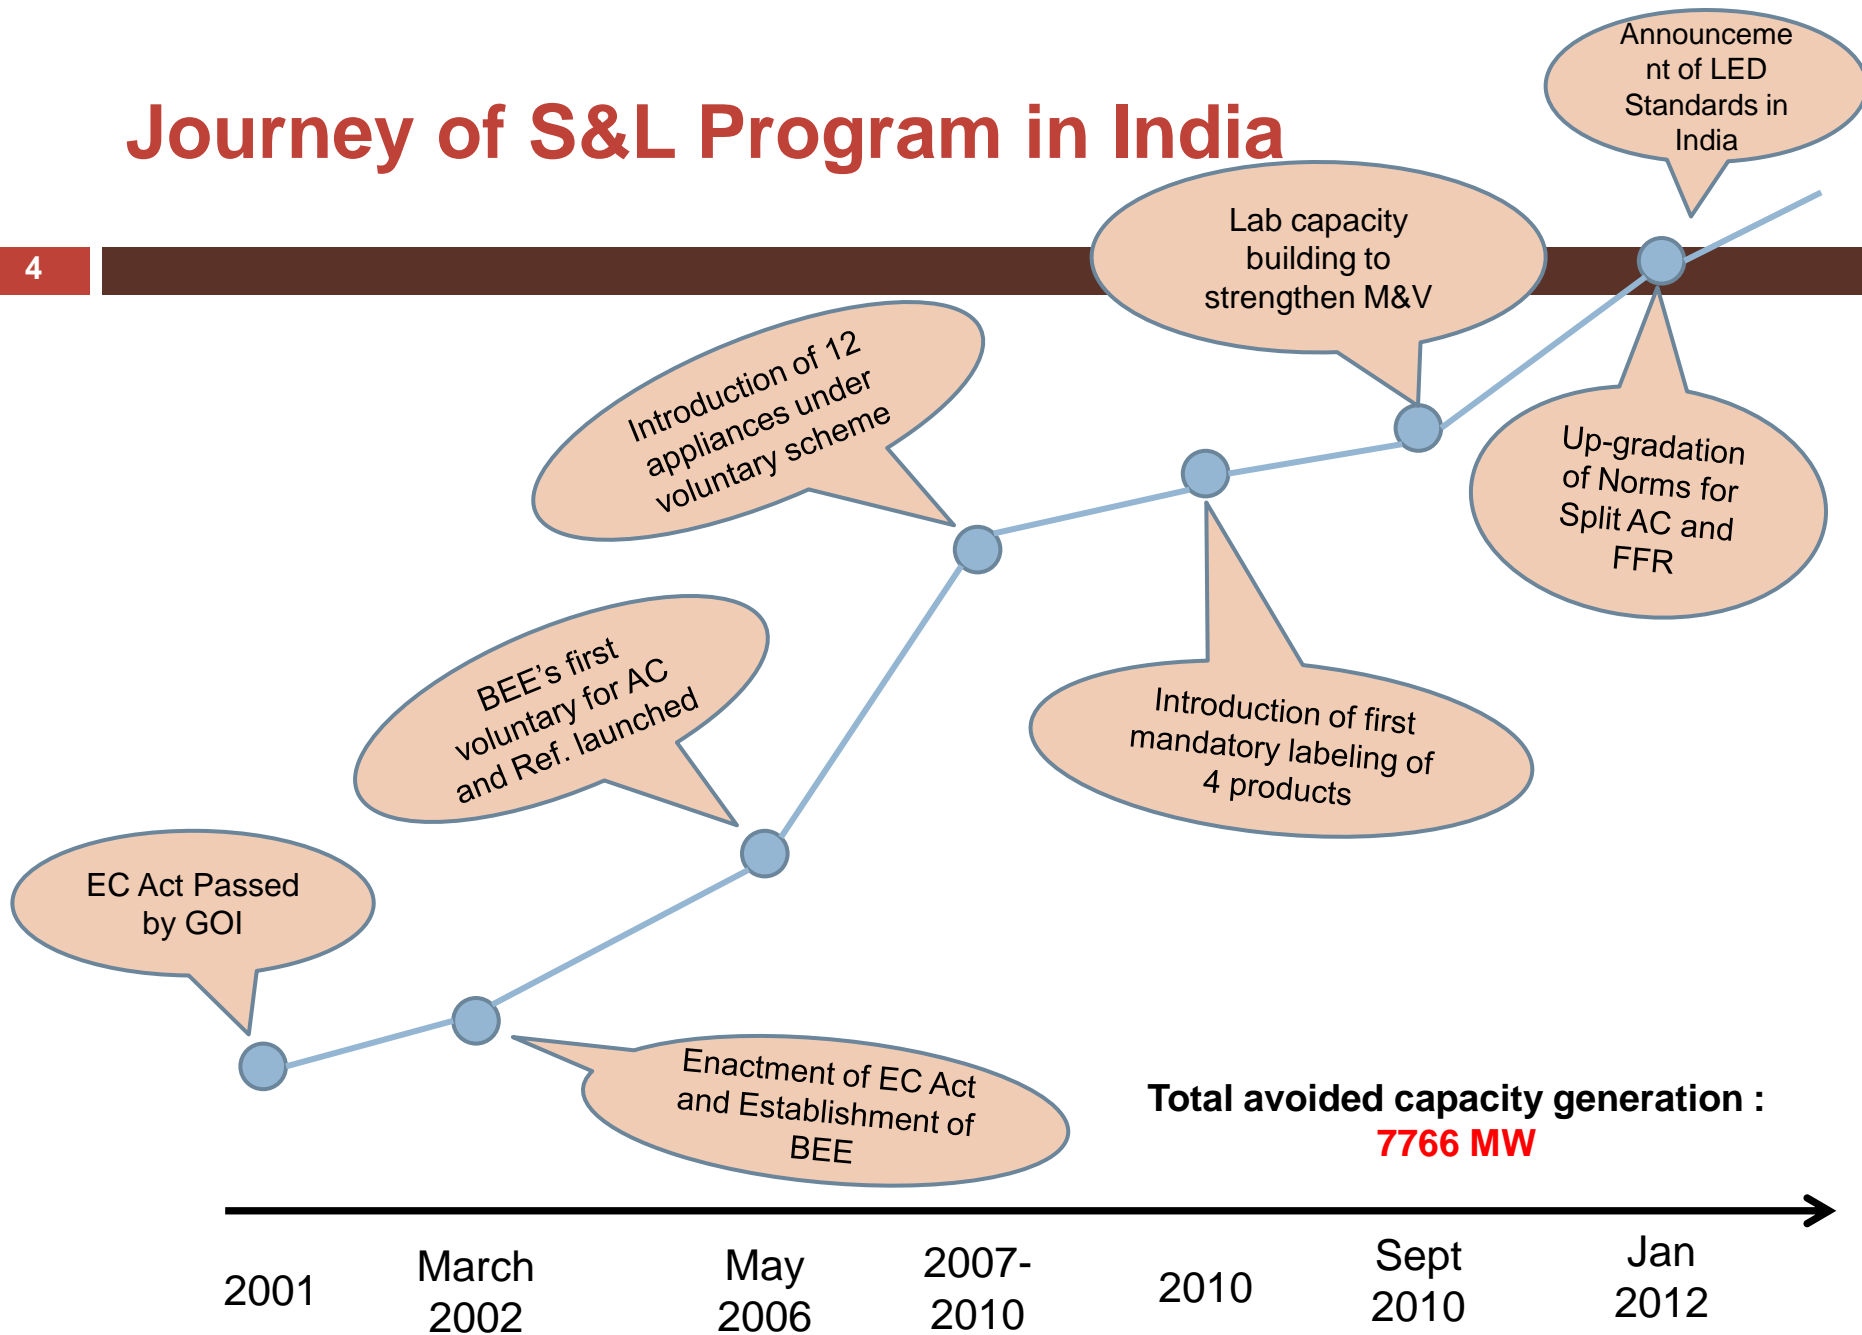 Journey of S&L Program in India
4
Announceme
nt of LED
Standards in
India
Lab capacity
building to
strengthen M&V
Introduction of 12
appliances under
voluntary scheme
Up-gradation
of Norms for
Split AC and
FFR
BEE’s first
voluntary for AC
and Ref. launched
Introduction of first
mandatory labeling of
4 products
EC Act Passed
by GOI
Enactment of EC Act
and Establishment of
BEE
Total avoided capacity generation :
7766 MW
2001
March
2002
May
2006
2007-
2010
2010
Sept
2010
Jan
2012